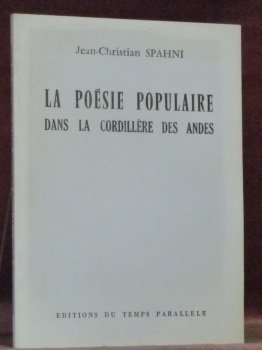 Jean-Christian SPAHNI
LA POÉSIE POPULAIRE
DANS LA CORDILLÈRE DES ANDES
EDITIONS DU TEMPS PARALLELE